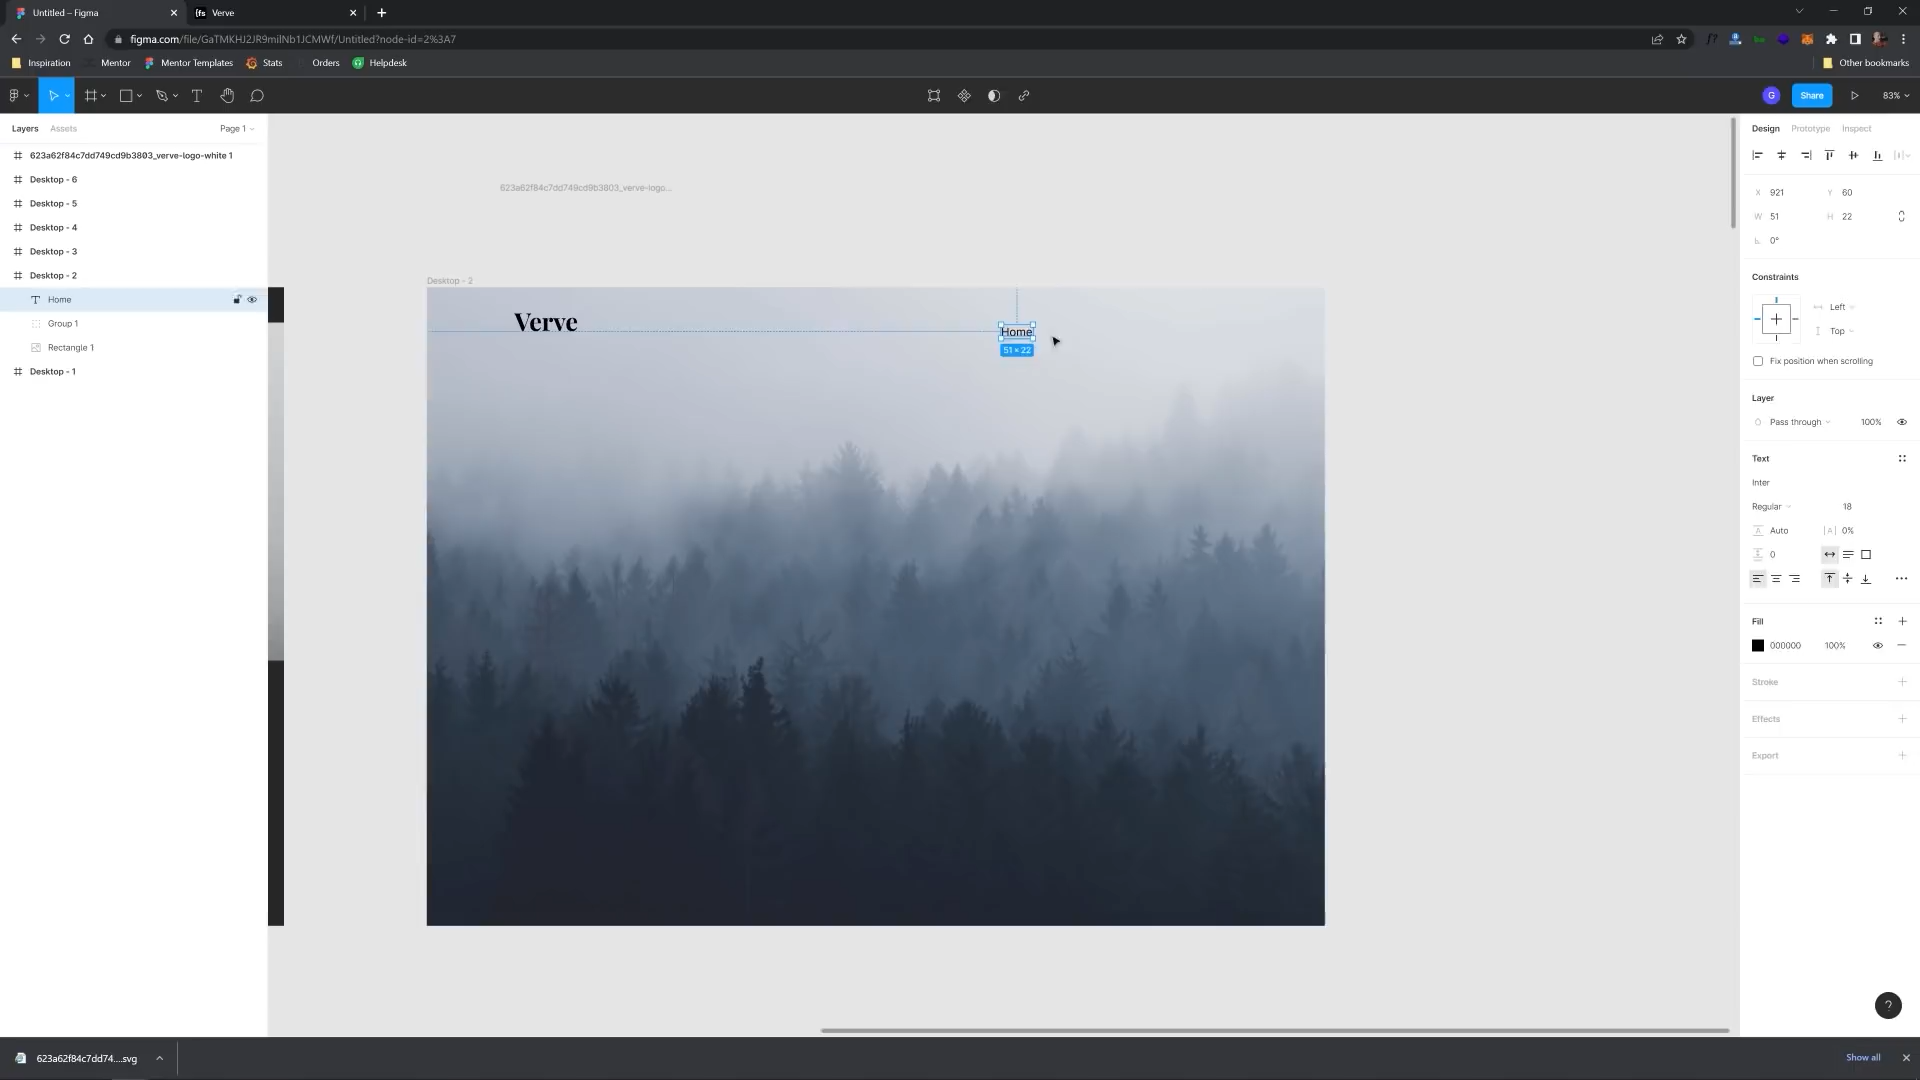 Untitled – Figma
Verve
figma.com/file/GaTMKHJ2JR9milNb1JCMWf/Untitled?node-id=2%3A7
Inspiration
Mentor
Mentor Templates
Stats
Orders
Helpdesk
Other bookmarks
G
Share
83%
Layers
Assets
Page 1
623a62f84c7dd749cd9b3803_verve-logo-white 1
Desktop - 6
Desktop - 5
Desktop - 4
Desktop - 3
Desktop - 2
Home
Group 1
Rectangle 1
Desktop - 1
623a62f84c7dd749cd9b3803_verve-logo...
Desktop - 2
Verve
Home
51 × 22
Design
Prototype
Inspect
X 921
Y 60
W 51
H 22
0°
Constraints
Left
Top
Fix position when scrolling
Layer
Pass through
100%
Text
Inter
Regular
18
Auto
0%
0
Fill
000000
100%
Stroke
Effects
Export
?
623a62f84c7dd74....svg
Show all